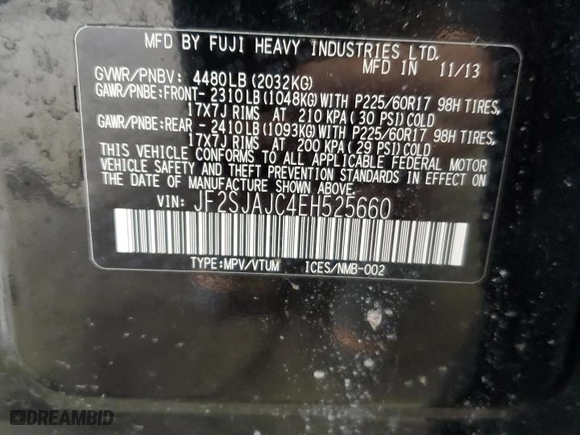 MFD BY FUJI HEAVY INDUSTRIES LTD.
MFD IN 11/13
GVWR/PNBV: 4480LB (2032KG)
GAWR/PNBE:FRONT- 2310LB (1048KG)WITH P225/60R17 98H TIRES,
17X7J RIMS AT 210 KPA( 30 PSI)COLD
GAWR/PNBE:REAR - 2410LB (1093KG)WITH P225/60R17 98H TIRES,
17X7J RIMS AT 200 KPA( 29 PSI)COLD
THIS VEHICLE CONFORMS TO ALL APPLICABLE FEDERAL MOTOR
VEHICLE SAFETY AND THEFT PREVENTION STANDARDS IN EFFECT
ON THE DATE OF MANUFACTURE SHOWN ABOVE.
VIN: JF2SJAJC4EH525660
TYPE:MPV/VTUM ICES/NMB-002
DREAMBID